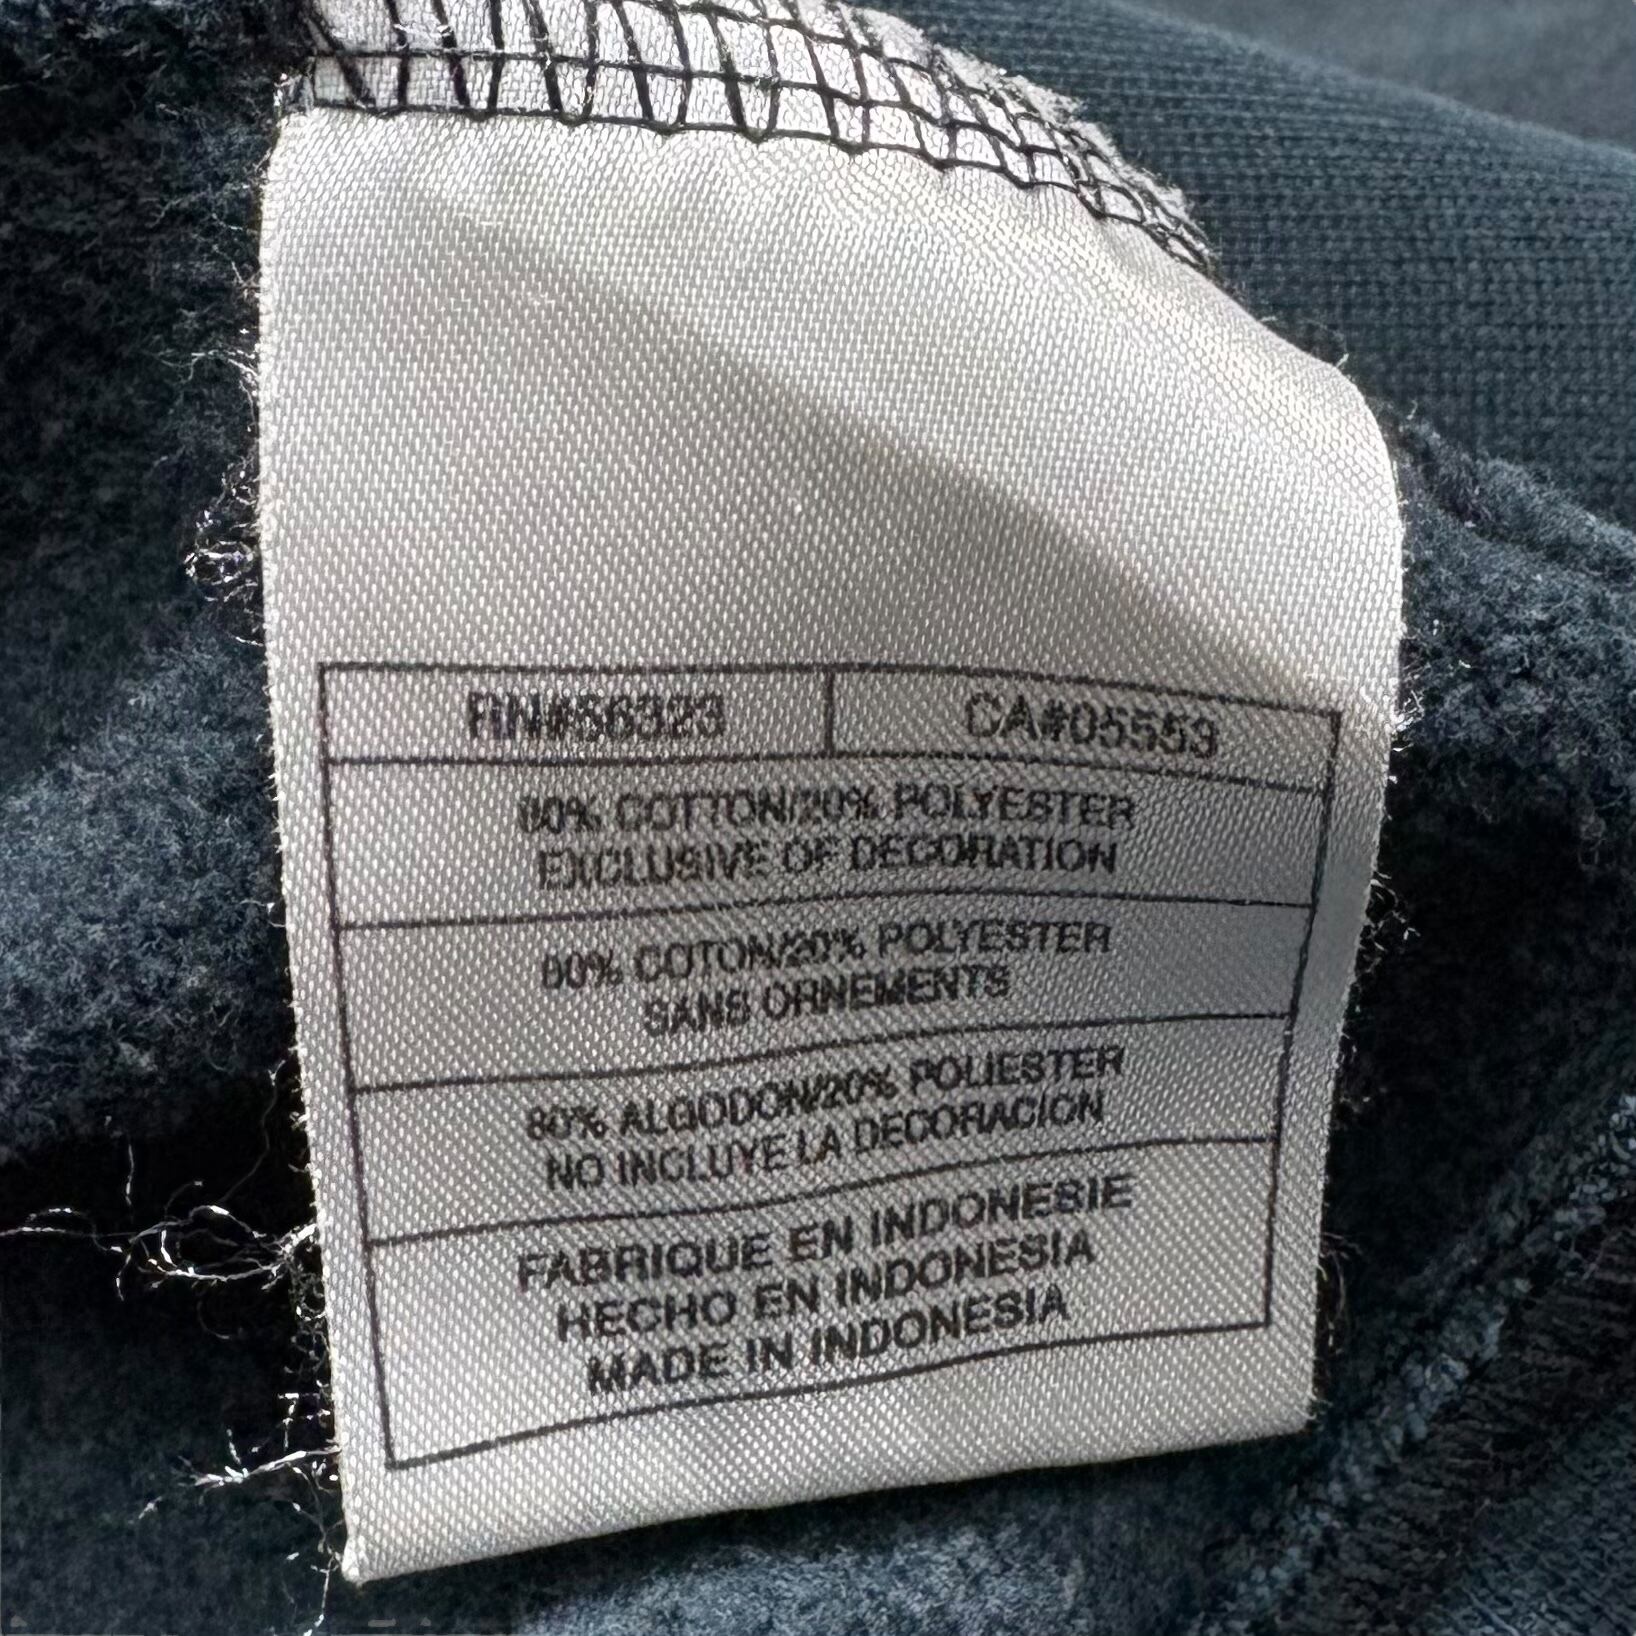 RN#56323 CA#05553
80% COTTON/20% POLYESTER
EXCLUSIVE OF DECORATION
80% COTON/20% POLYESTER
SANS ORNEMENTS
80% ALGODON/20% POLIESTER
NO INCLUYE LA DECORACION
FABRIQUE EN INDONESIE
HECHO EN INDONESIA
MADE IN INDONESIA